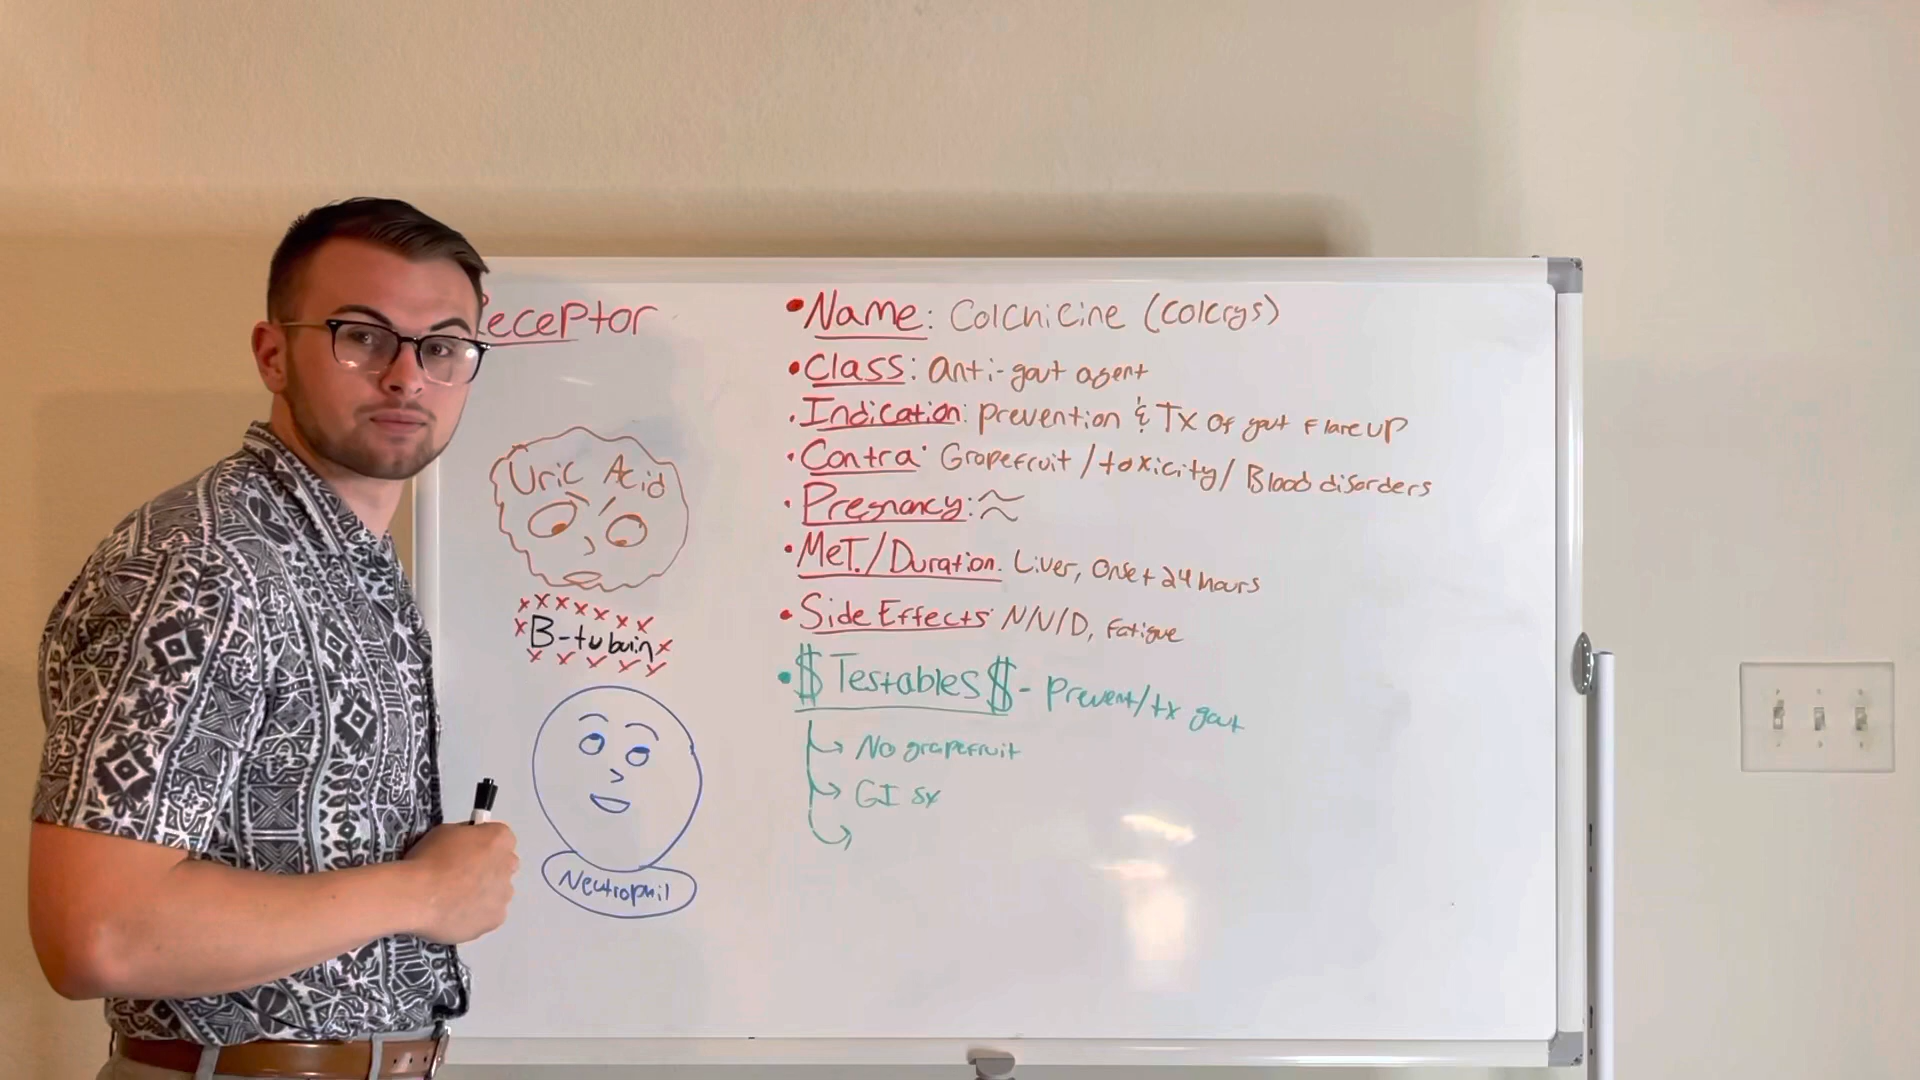 Receptor
Uric Acid
x x x x x x x
x B-tubuin x
x x x x x
Neutrophil
• Name: Colchicine (Colcrys)
• Class: Anti-gout agent
• Indication: prevention & Tx of gout Flare up
• Contra: Grapefruit / toxicity / Blood disorders
• Pregnancy: ≈
• Met./Duration. Liver, Onset 24 hours
• Side Effects: N/V/D, Fatigue
• $ Testables $ - Prevent/tx gout
→ No grapefruit
→ GI sx